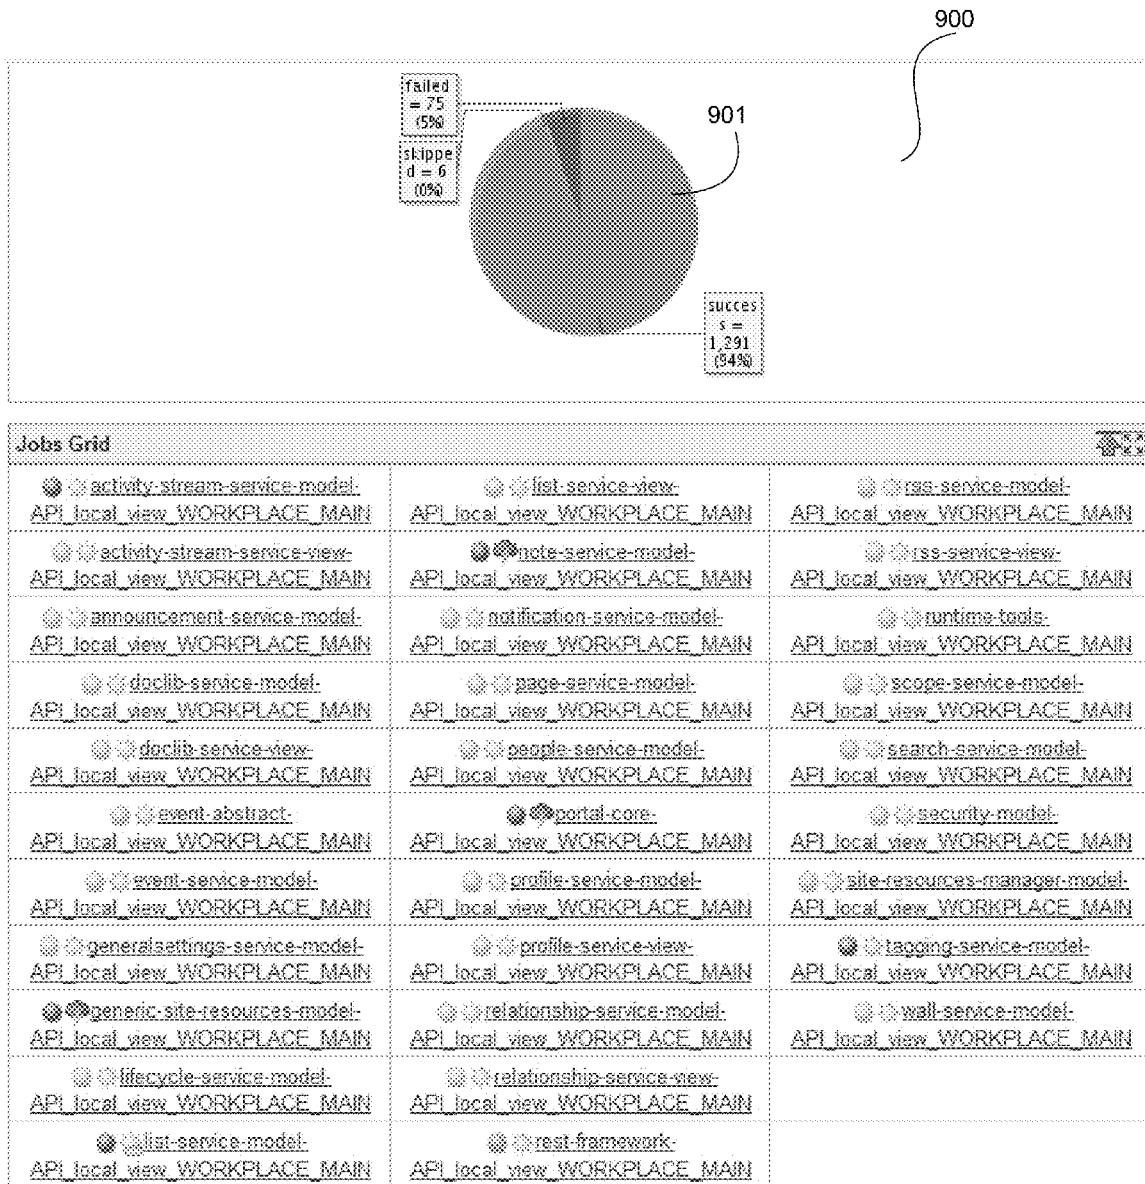 900
failed
= 75
(5%)
901
skippe
d = 6
(0%)
succes
s =
1,291
(94%)
Jobs Grid
activity-stream-service-model- list-service-view- rss-service-model-
API_local_view_WORKPLACE_MAIN API_local_view_WORKPLACE_MAIN API_local_view_WORKPLACE_MAIN
activity-stream-service-view- note-service-model- rss-service-view-
API_local_view_WORKPLACE_MAIN API_local_view_WORKPLACE_MAIN API_local_view_WORKPLACE_MAIN
announcement-service-model- notification-service-model- runtime-tools-
API_local_view_WORKPLACE_MAIN API_local_view_WORKPLACE_MAIN API_local_view_WORKPLACE_MAIN
doclib-service-model- page-service-model- scope-service-model-
API_local_view_WORKPLACE_MAIN API_local_view_WORKPLACE_MAIN API_local_view_WORKPLACE_MAIN
doclib-service-view- people-service-model- search-service-model-
API_local_view_WORKPLACE_MAIN API_local_view_WORKPLACE_MAIN API_local_view_WORKPLACE_MAIN
event-abstract- portal-core- security-model-
API_local_view_WORKPLACE_MAIN API_local_view_WORKPLACE_MAIN API_local_view_WORKPLACE_MAIN
event-service-model- profile-service-model- site-resources-manager-model-
API_local_view_WORKPLACE_MAIN API_local_view_WORKPLACE_MAIN API_local_view_WORKPLACE_MAIN
generalsettings-service-model- profile-service-view- tagging-service-model-
API_local_view_WORKPLACE_MAIN API_local_view_WORKPLACE_MAIN API_local_view_WORKPLACE_MAIN
generic-site-resources-model- relationship-service-model- wall-service-model-
API_local_view_WORKPLACE_MAIN API_local_view_WORKPLACE_MAIN API_local_view_WORKPLACE_MAIN
lifecycle-service-model- relationship-service-view-
API_local_view_WORKPLACE_MAIN API_local_view_WORKPLACE_MAIN
list-service-model- rest-framework-
API_local_view_WORKPLACE_MAIN API_local_view_WORKPLACE_MAIN